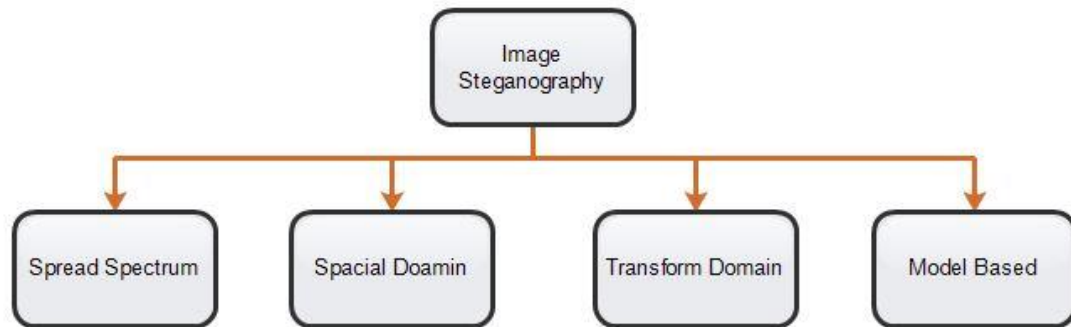 Image
Steganography
Spread Spectrum
Spacial Doamin
Transform Domain
Model Based